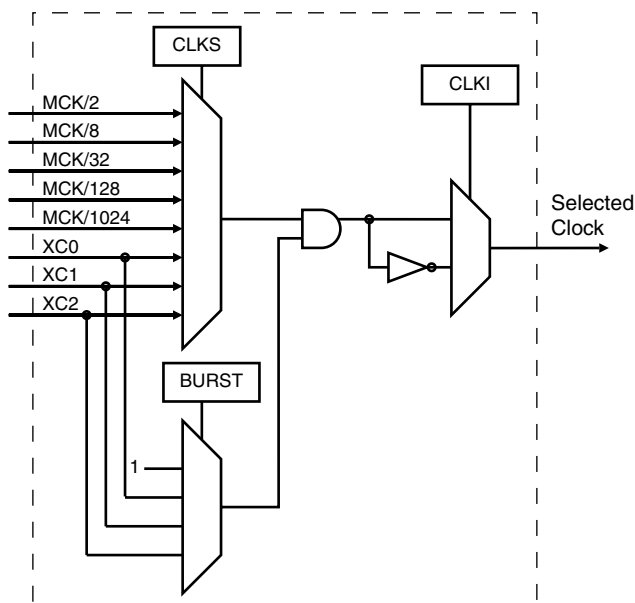 CLKS
CLKI
MCK/2
MCK/8
MCK/32
MCK/128
MCK/1024
XC0
XC1
XC2
Selected
Clock
BURST
1